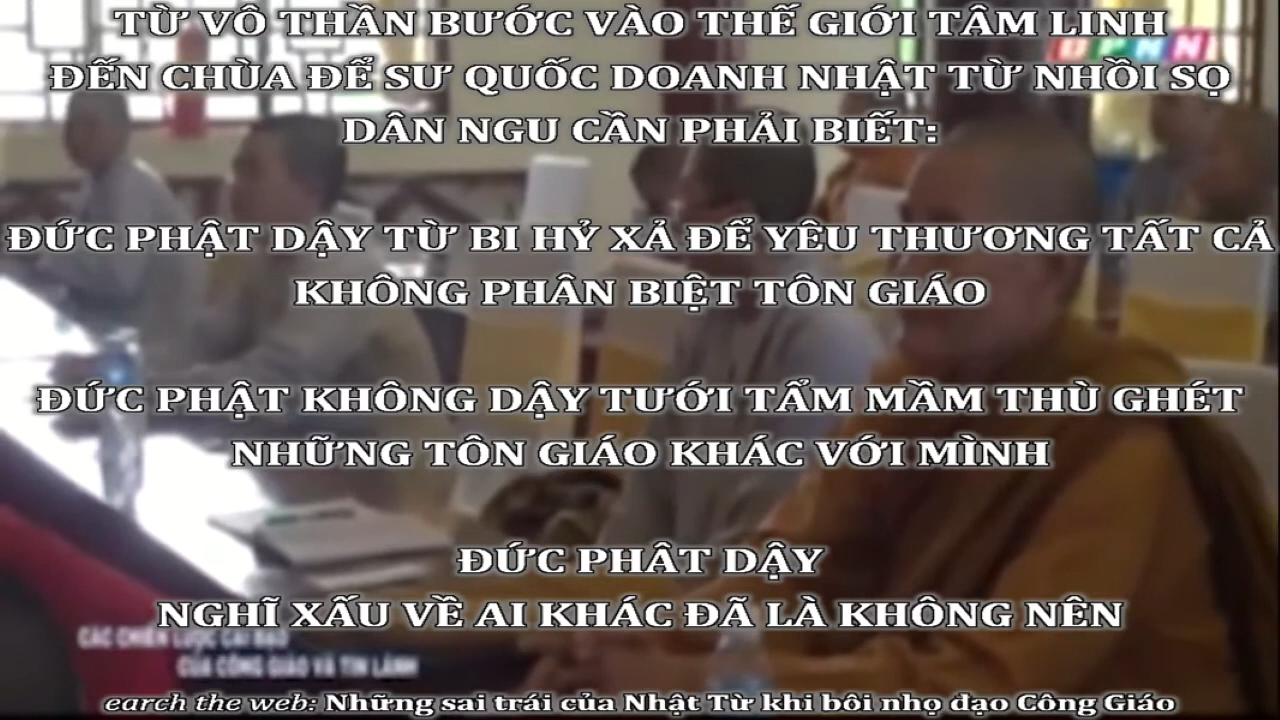 TỪ VÔ THẦN BƯỚC VÀO THẾ GIỚI TÂM LINH
ĐPNN
ĐẾN CHÙA ĐỂ SƯ QUỐC DOANH NHẬT TỪ NHỒI SỌ
DÂN NGU CẦN PHẢI BIẾT:
ĐỨC PHẬT DẬY TỪ BI HỶ XẢ ĐỂ YÊU THƯƠNG TẤT CẢ
KHÔNG PHÂN BIỆT TÔN GIÁO
ĐỨC PHẬT KHÔNG DẬY TƯỚI TẨM MẦM THÙ GHÉT
NHỮNG TÔN GIÁO KHÁC VỚI MÌNH
ĐỨC PHÂT DẬY
NGHĨ XẤU VỀ AI KHÁC ĐÃ LÀ KHÔNG NÊN
CÁC CHIẾN LƯỢC CẢI ĐẠO
CỦA CÔNG GIÁO VÀ TIN LÀNH
earch the web: Những sai trái của Nhật Từ khi bôi nhọ đạo Công Giáo